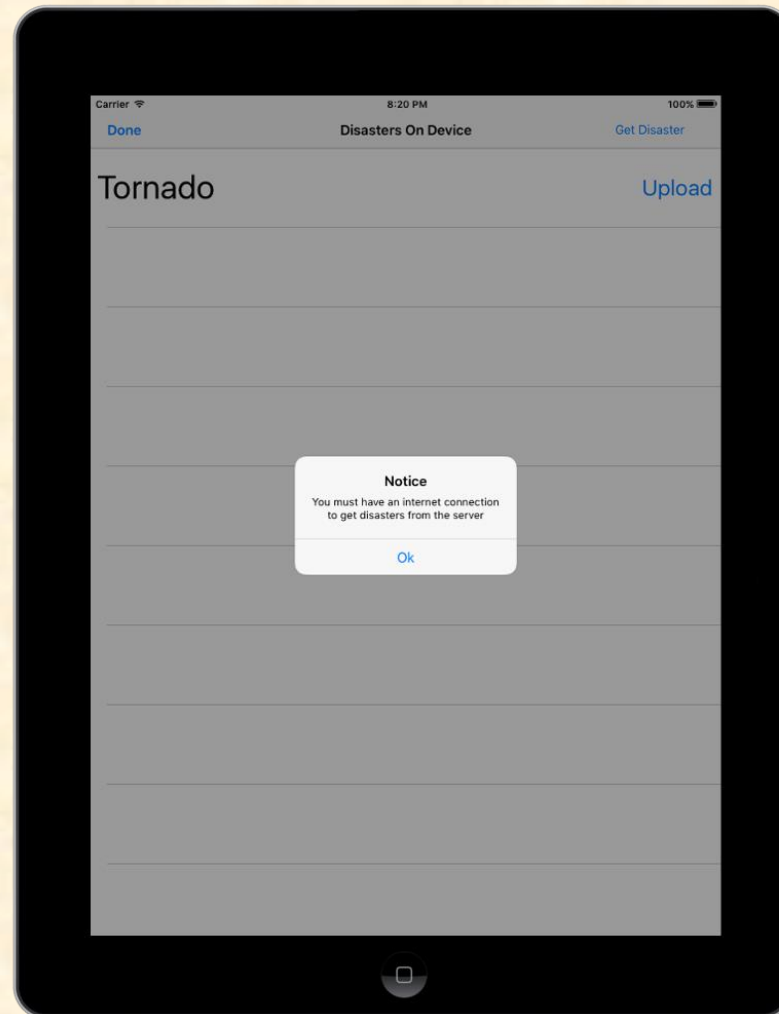 Carrier 8:20 PM 100%
Done Disasters On Device Get Disaster
Tornado Upload
Notice
You must have an internet connection
to get disasters from the server
Ok